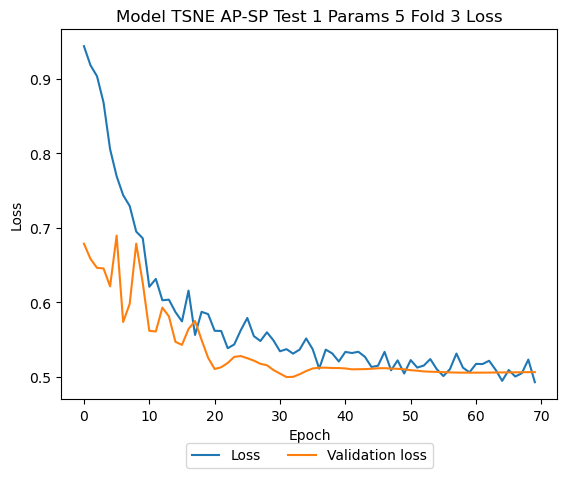 Model TSNE AP-SP Test 1 Params 5 Fold 3 Loss
Loss
0.9
0.8
0.7
0.6
0.5
0 10 20 30 40 50 60 70
Epoch
Loss Validation loss